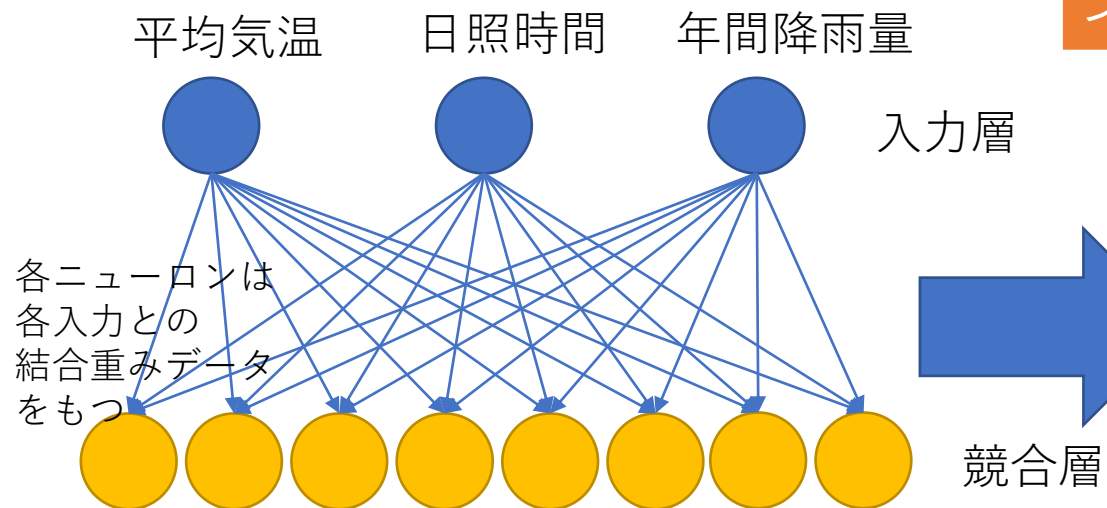 平均気温
日照時間
年間降雨量
入力層
各ニューロンは
各入力との
結合重みデータ
をもつ
競合層